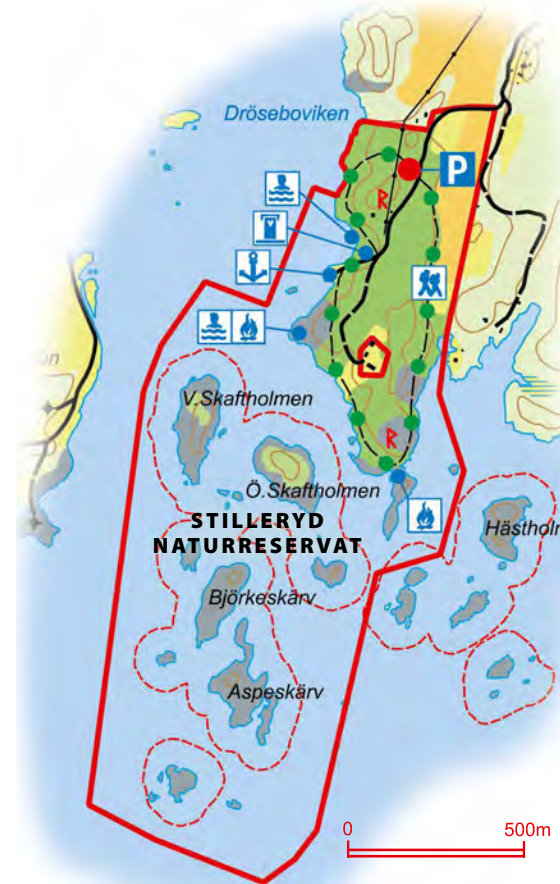 Dröseboviken
P
R
V.Skaftholmen
Ö.Skaftholmen
R
STILLERYD
NATURRESERVAT
Hästholm
Björkeskärv
Aspeskärv
0 500m